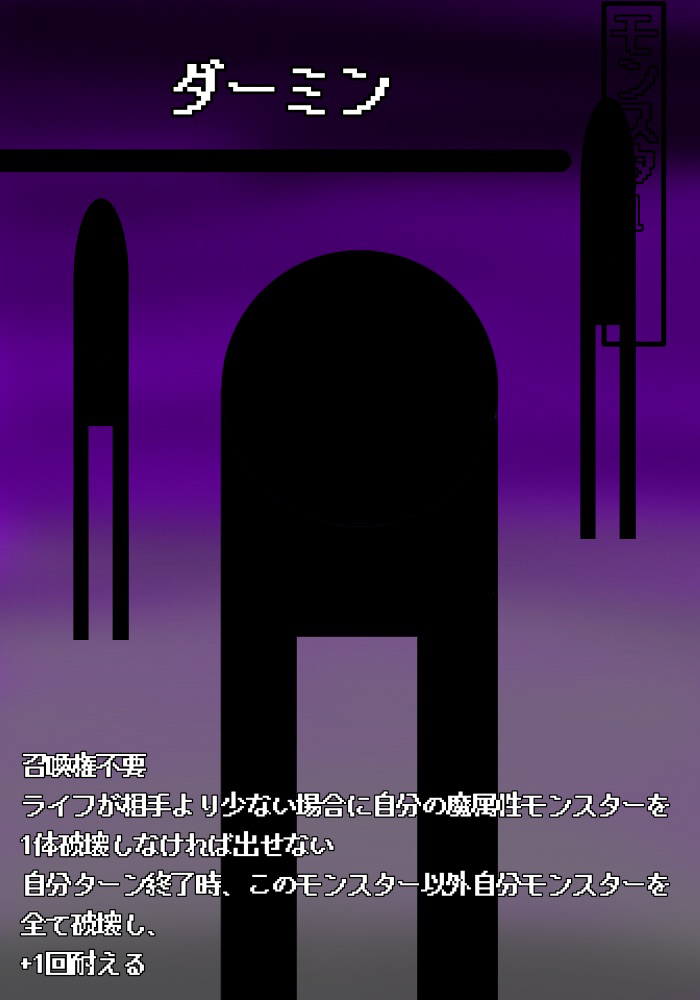 ダーミン
モンスター
召喚権不要
ライフが相手より少ない場合に自分の魔属性モンスターを
1体破壊しなければ出せない
自分ターン終了時、このモンスター以外自分モンスターを
全て破壊し、
+1回耐える